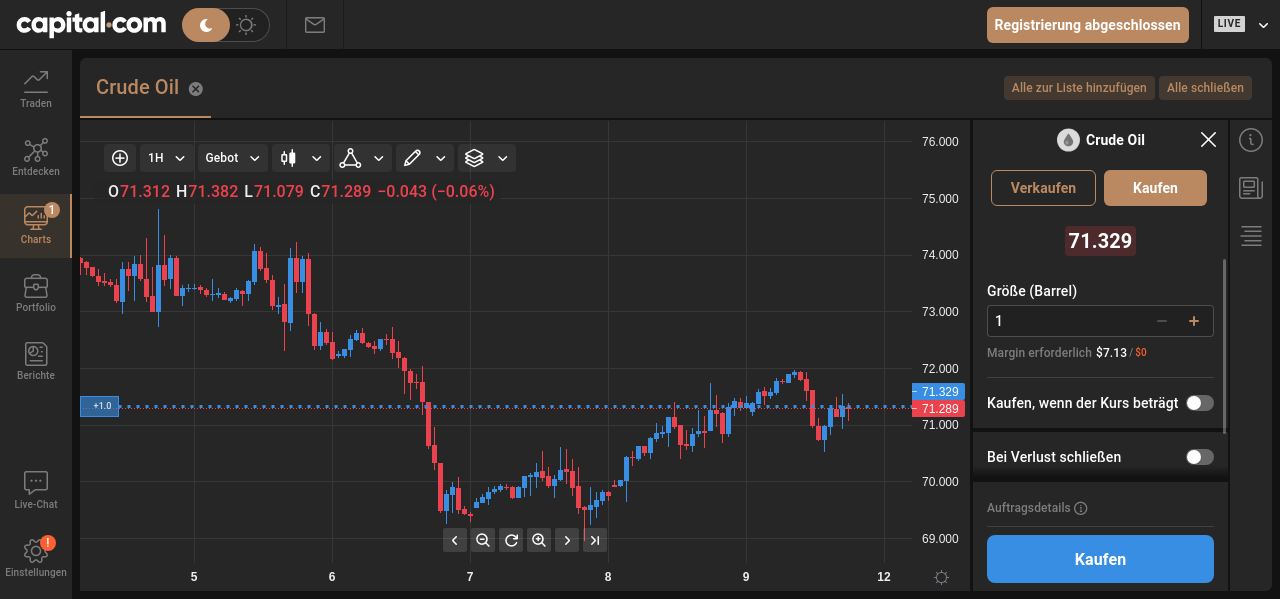 capital.com
Registrierung abgeschlossen
LIVE
Traden
Entdecken
1
Charts
Portfolio
Berichte
Live-Chat
!
Einstellungen
Crude Oil
Alle zur Liste hinzufügen
Alle schließen
1H
Gebot
O71.312 H71.382 L71.079 C71.289 −0.043 (−0.06%)
76.000
75.000
74.000
73.000
72.000
71.329
71.289
71.000
70.000
69.000
+1.0
5 6 7 8 9 12
Crude Oil
Verkaufen
Kaufen
71.329
Größe (Barrel)
1
Margin erforderlich $7.13 / $0
Kaufen, wenn der Kurs beträgt
Bei Verlust schließen
Auftragsdetails
Kaufen